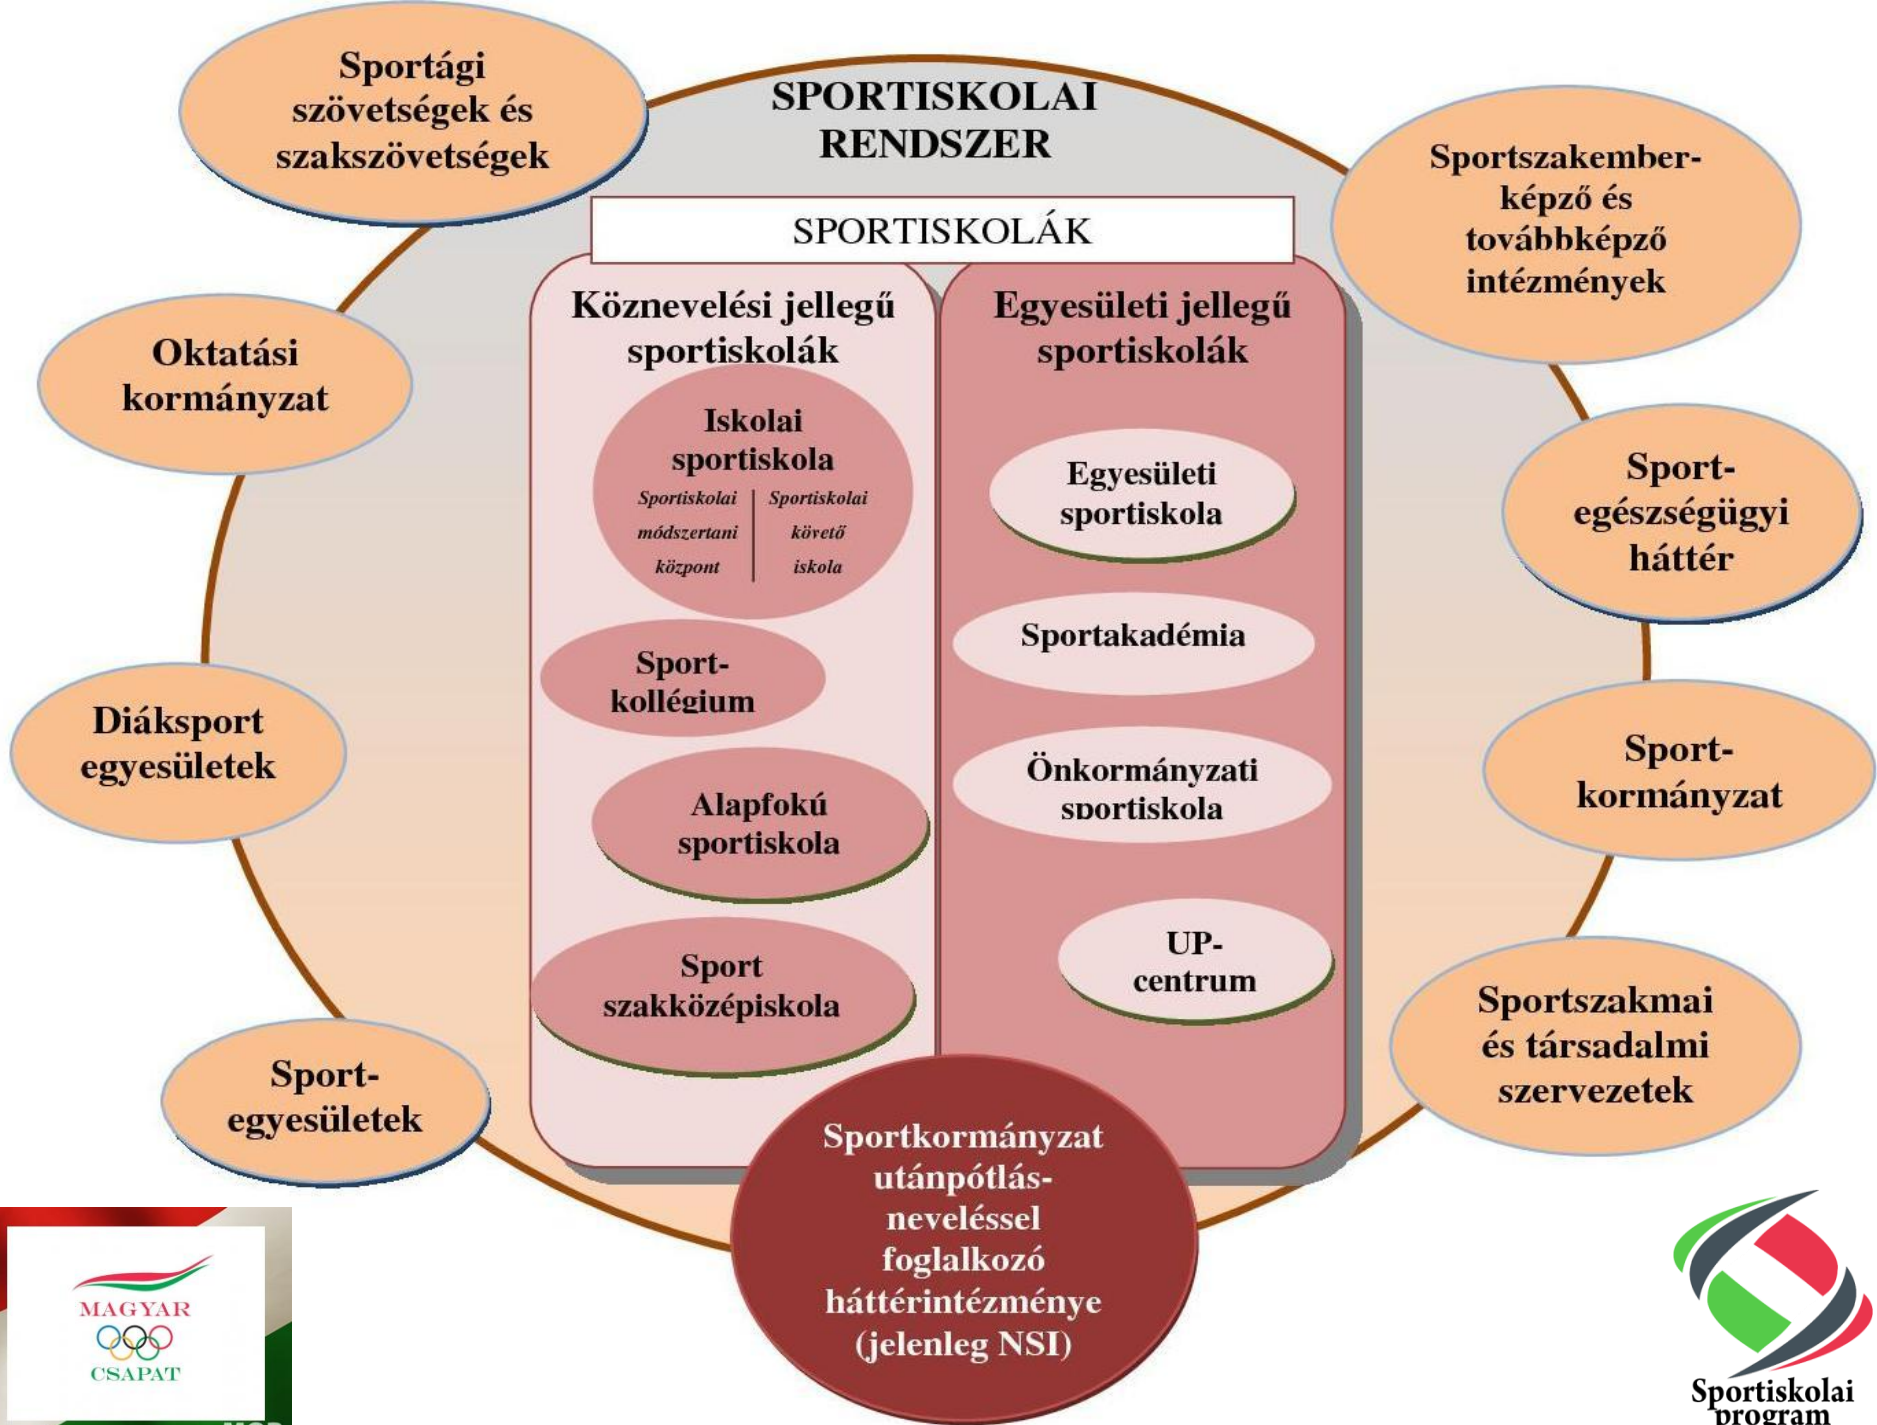 SPORTISKOLAI
RENDSZER
Sportági
szövetségek és
szakszövetségek
Oktatási
kormányzat
Diáksport
egyesületek
Sport-
egyesületek
SPORTISKOLÁK
Köznevelési jellegű
sportiskolák
Iskolai
sportiskola
Sportiskolai
módszertani
központ
Sportiskolai
követő
iskola
Sport-
kollégium
Alapfokú
sportiskola
Sport
szakközépiskola
Egyesületi jellegű
sportiskolák
Egyesületi
sportiskola
Sportakadémia
Önkormányzati
sportiskola
UP-
centrum
Sportkormányzat
utánpótlás-
neveléssel
foglalkozó
háttérintézménye
(jelenleg NSI)
Sportszakember-
képző és
továbbképző
intézmények
Sport-
egészségügyi
háttér
Sport-
kormányzat
Sportszakmai
és társadalmi
szervezetek
MAGYAR
CSAPAT
Sportiskolai
program